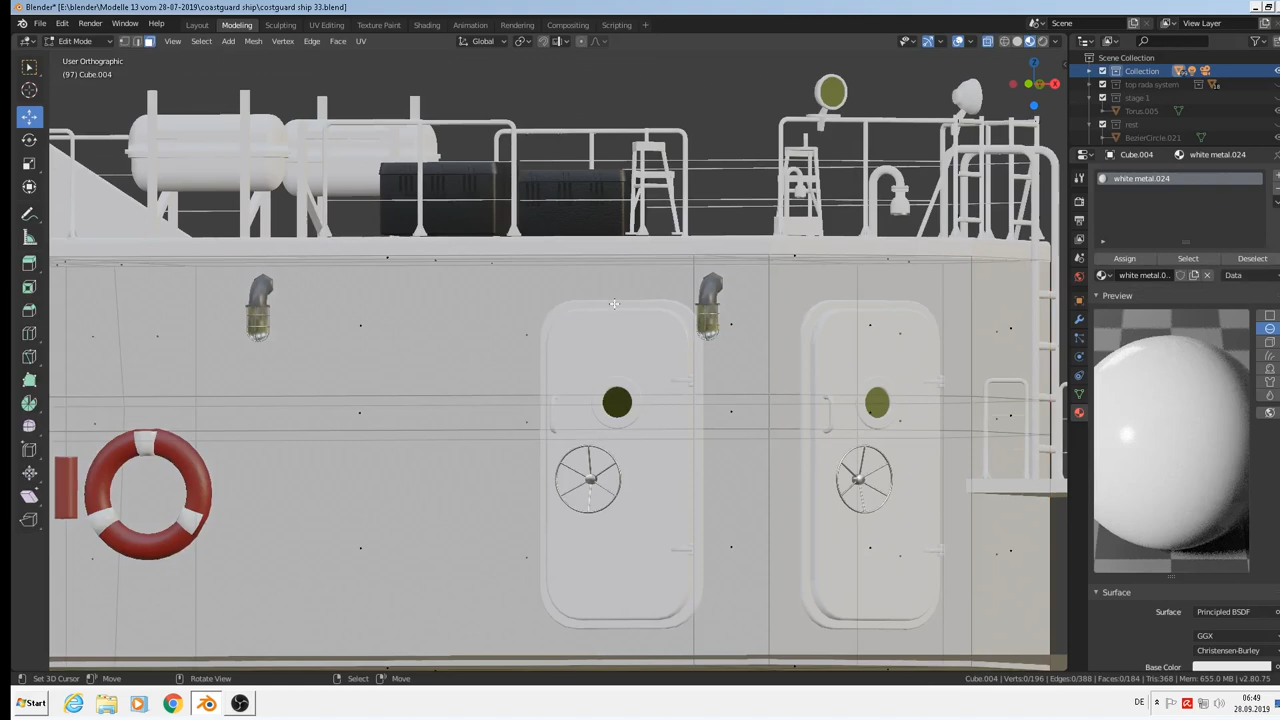 Blender* [E:\blender\Modelle 13 vom 28-07-2019\coastguard ship\costguard ship 33.blend]
File Edit Render Window Help Layout Modeling Sculpting UV Editing Texture Paint Shading Animation Rendering Compositing Scripting + Scene View Layer
Edit Mode View Select Add Mesh Vertex Edge Face UV Global
User Orthographic
(97) Cube.004
Z
X
Scene Collection
Collection
top rada system
stage 1
Torus.005
rest
BezierCircle.021
Cube.004 white metal.024
white metal.024
Assign Select Deselect
white metal.0.. Data
Preview
Surface
Surface Principled BSDF
GGX
Christensen-Burley
Base Color
Set 3D Cursor Move Rotate View Select Move Cube.004 | Verts:0/196 | Edges:0/388 | Faces:0/184 | Tris:368 | Mem: 655.0 MB | v2.80.75
Start DE 06:49
28.09.2019